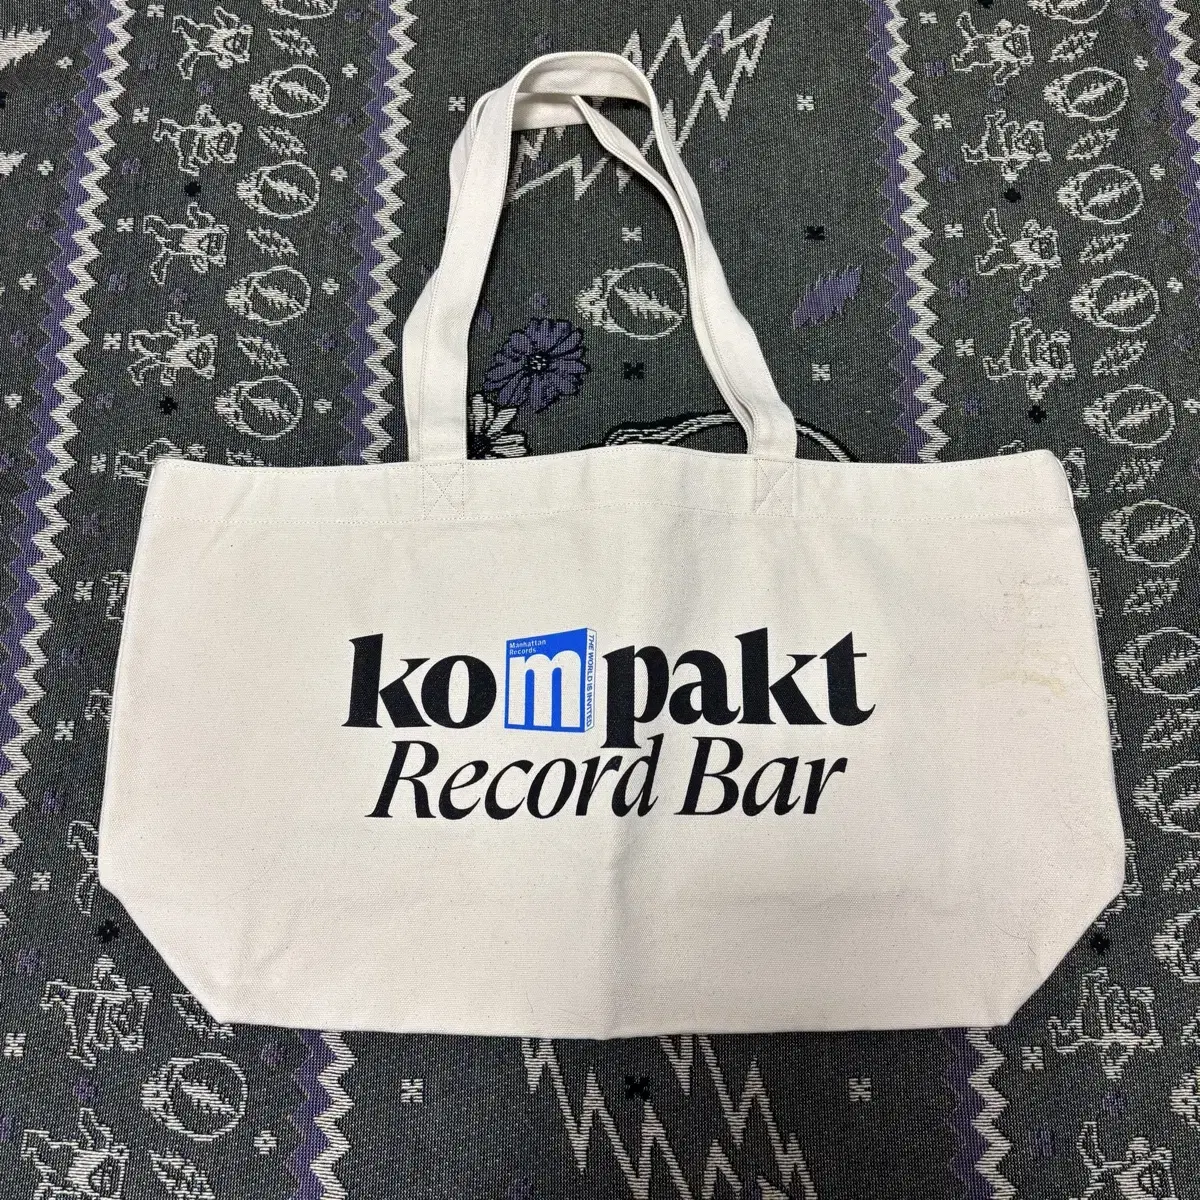 kompakt
Manhattan
Records
THE WORLD IS INVITED
Record Bar